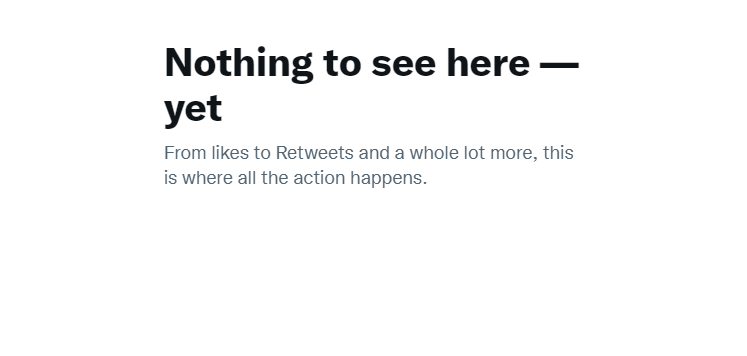 Nothing to see here —
yet
From likes to Retweets and a whole lot more, this
is where all the action happens.